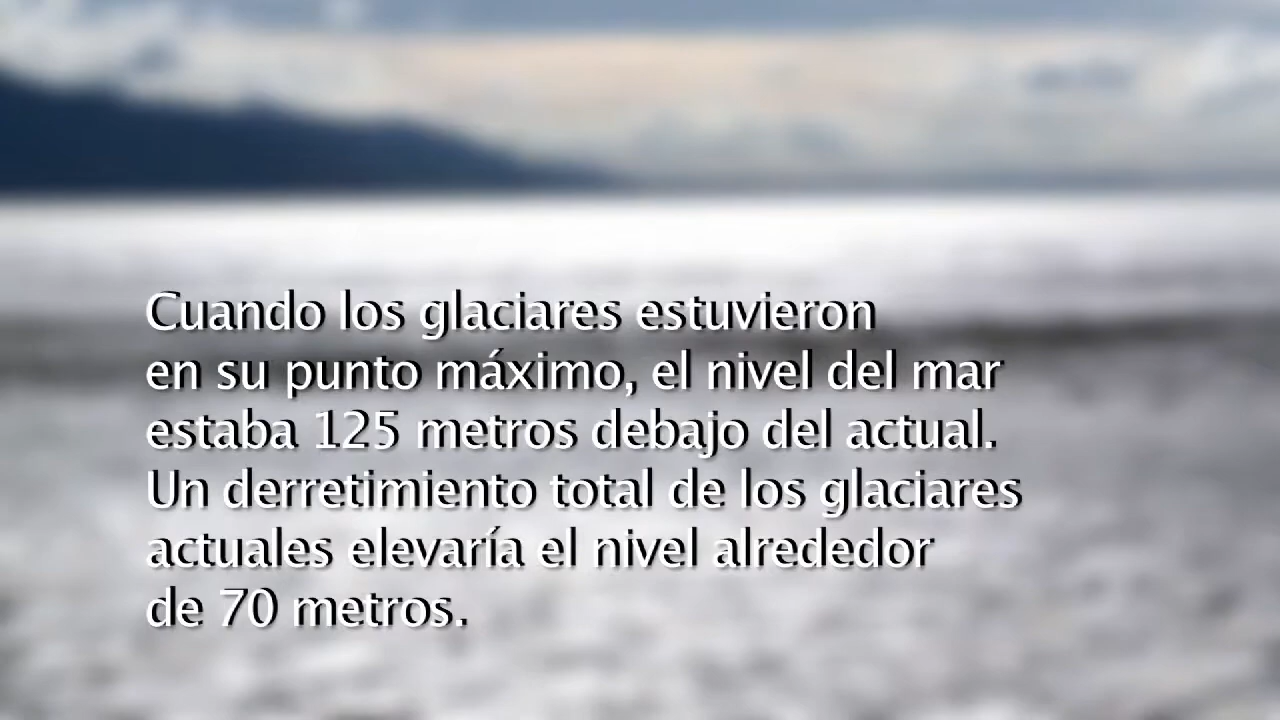 Cuando los glaciares estuvieron
en su punto máximo, el nivel del mar
estaba 125 metros debajo del actual.
Un derretimiento total de los glaciares
actuales elevaría el nivel alrededor
de 70 metros.